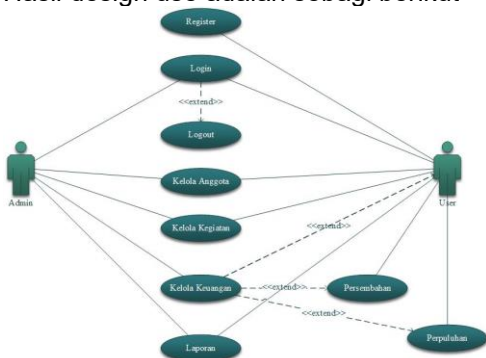 Hasil design use adalah sebagi berikut
Register
Login
<<extend>>
Logout
Admin
User
Kelola Anggota
Kelola Kegiatan
<<extend>>
Kelola Keuangan
<<extend>>
Persembahan
<<extend>>
Perpuluhan
Laporan